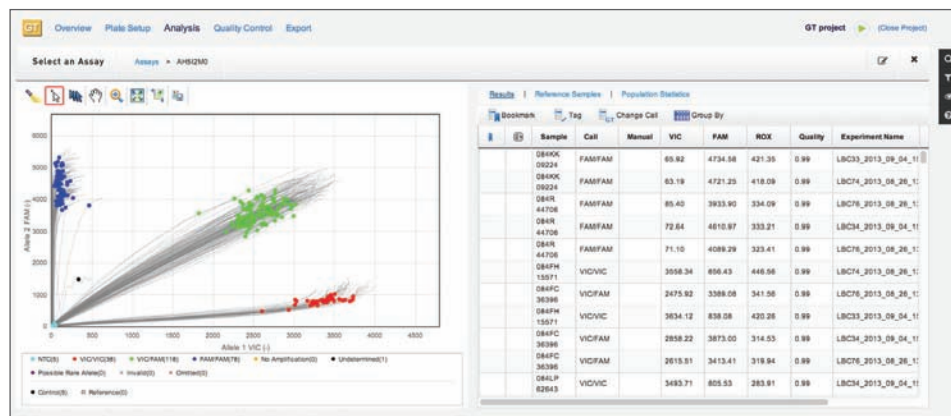 GT Overview Plate Setup Analysis Quality Control Export GT project (Close Project)
Select an Assay Assays > AHSI2M0
Results | Reference Samples | Population Statistics
Bookmark Tag Change Call Group By
Sample Call Manual VIC FAM ROX Quality Experiment Name
084KK 09224 FAM/FAM 65.92 4734.58 421.35 0.99 LBC33_2013_09_04_1
084KK 09224 FAM/FAM 63.19 4721.25 418.09 0.99 LBC74_2013_08_26_1
084R 44706 FAM/FAM 85.40 3933.90 334.09 0.99 LBC76_2013_08_26_1
084R 44706 FAM/FAM 72.64 4610.97 333.21 0.99 LBC34_2013_09_04_1
084R 44706 FAM/FAM 71.10 4089.29 323.41 0.99 LBC76_2013_08_26_1
084FH 15571 VIC/VIC 3558.34 856.43 446.56 0.99 LBC74_2013_08_26_1
084FC 36396 VIC/FAM 2475.92 3389.08 341.56 0.99 LBC76_2013_08_26_1
084FH 15571 VIC/VIC 3634.12 838.08 420.26 0.99 LBC33_2013_09_04_1
084FC 36396 VIC/FAM 2858.22 3873.00 314.53 0.99 LBC34_2013_09_04_1
084FC 36396 VIC/FAM 2615.51 3413.41 319.94 0.99 LBC76_2013_08_26_1
084LP 62643 VIC/VIC 3493.71 805.53 283.91 0.99 LBC34_2013_09_04_1
Allele 2 FAM (-)
6000
5000
4000
3000
2000
1000
0
0 500 1000 1500 2000 2500 3000 3500 4000 4500
Allele 1 VIC (-)
NTC(5) VIC/VIC(38) VIC/FAM(118) FAM/FAM(78) No Amplification(0) Undetermined(1)
Possible Rare Allele(0) Invalid(0) Omitted(0)
Control(8) Reference(0)